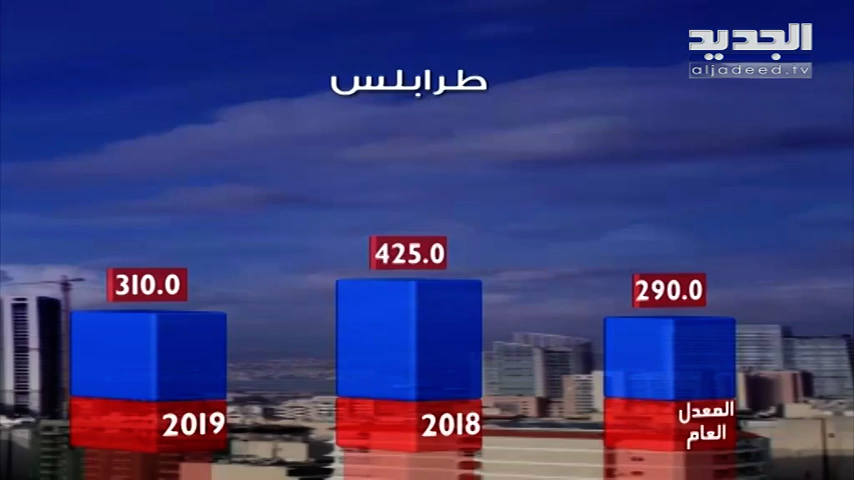 الجديد
aljadeed.tv
طرابلس
290.0
425.0
310.0
المعدل
العام
2018
2019